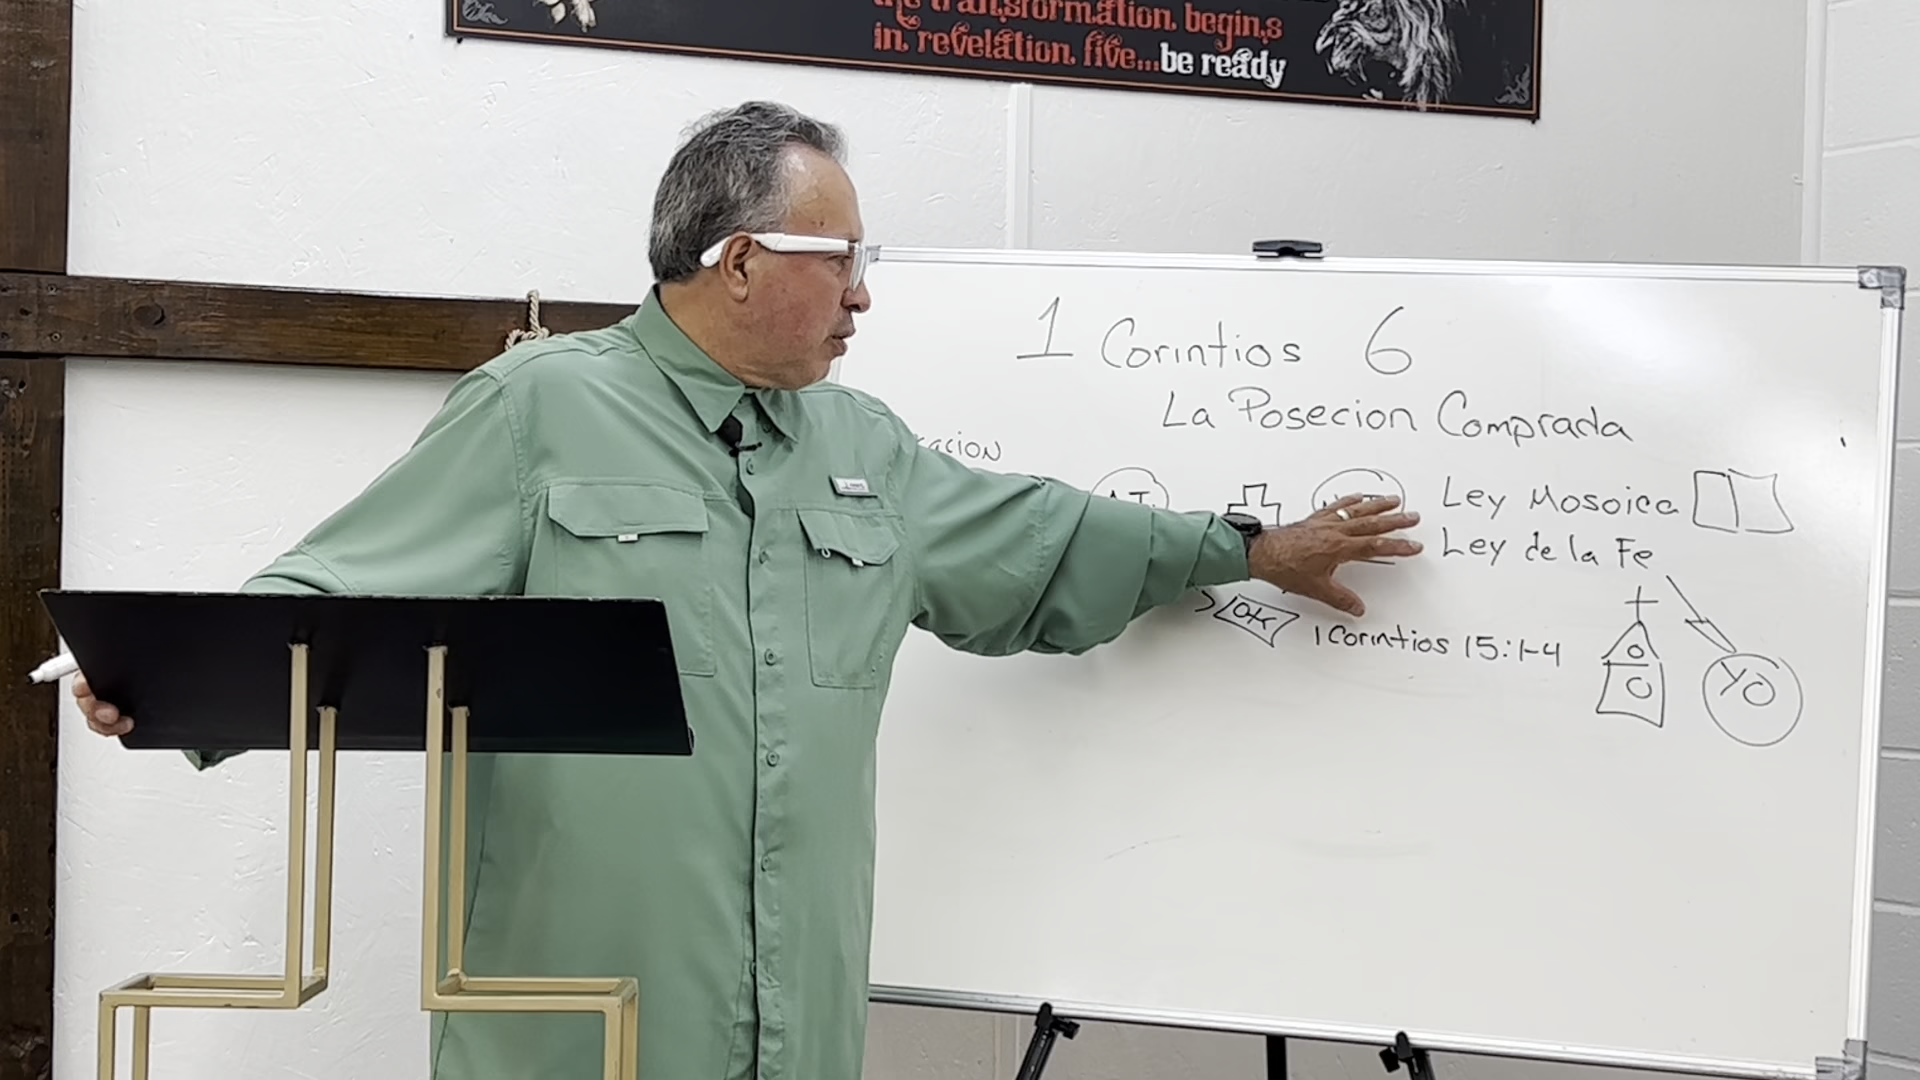 the transformation begins
in revelation five...be ready
1 Corintios 6
La Posecion Comprada
Ley Mosoica
Ley de la Fe
1 Corintios 15:1-4
YO